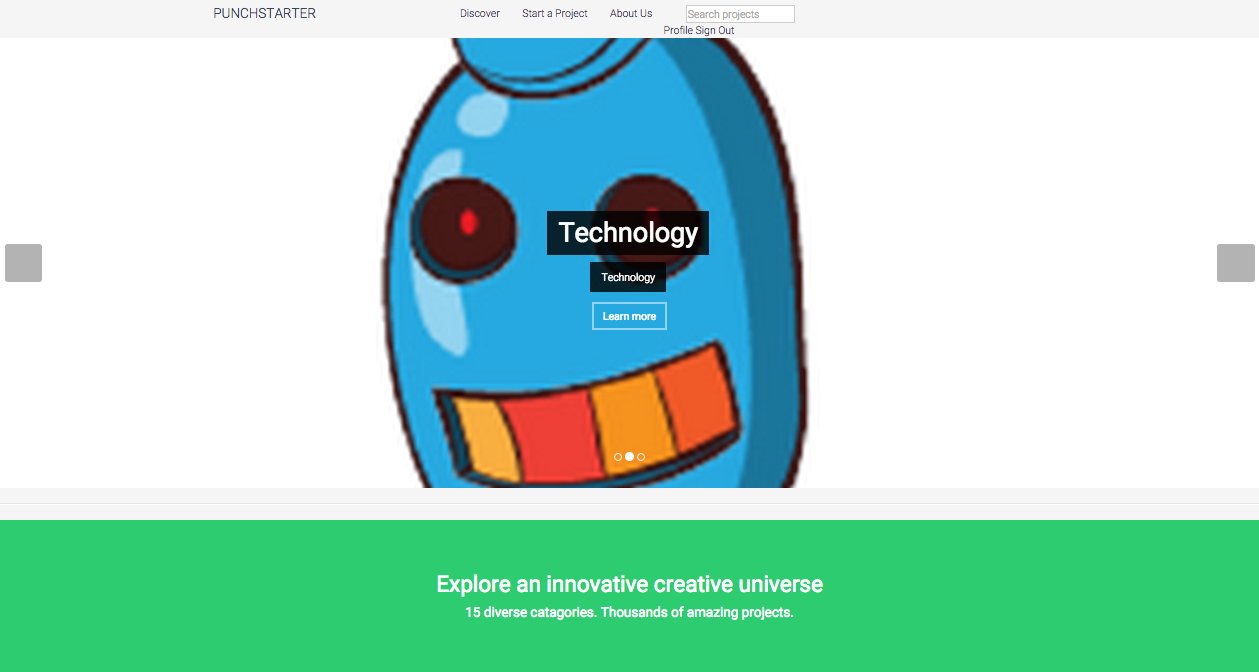 PUNCHSTARTER Discover Start a Project About Us Search projects
Profile Sign Out
Technology
Technology
Learn more
Explore an innovative creative universe
15 diverse catagories. Thousands of amazing projects.